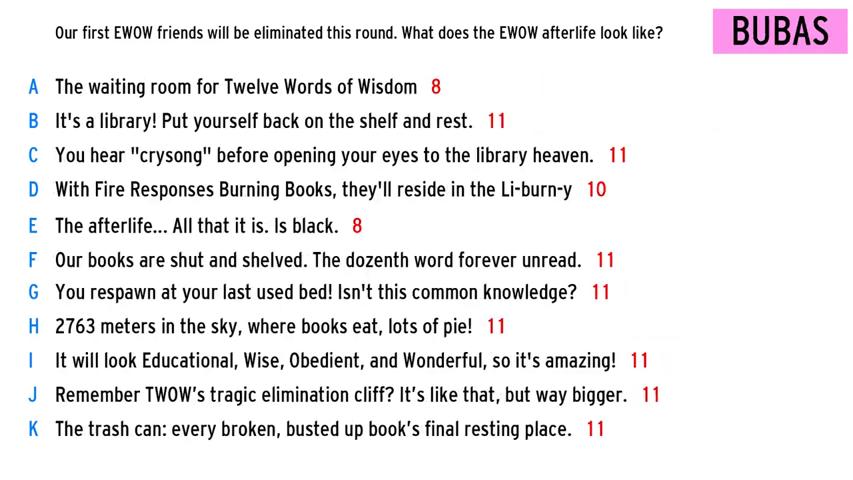 Our first EWOW friends will be eliminated this round. What does the EWOW afterlife look like?
BUBAS
A The waiting room for Twelve Words of Wisdom 8
B It's a library! Put yourself back on the shelf and rest. 11
C You hear "crysong" before opening your eyes to the library heaven. 11
D With Fire Responses Burning Books, they'll reside in the Li-burn-y 10
E The afterlife... All that it is. Is black. 8
F Our books are shut and shelved. The dozenth word forever unread. 11
G You respawn at your last used bed! Isn't this common knowledge? 11
H 2763 meters in the sky, where books eat, lots of pie! 11
I It will look Educational, Wise, Obedient, and Wonderful, so it's amazing! 11
J Remember TWOW’s tragic elimination cliff? It’s like that, but way bigger. 11
K The trash can: every broken, busted up book’s final resting place. 11